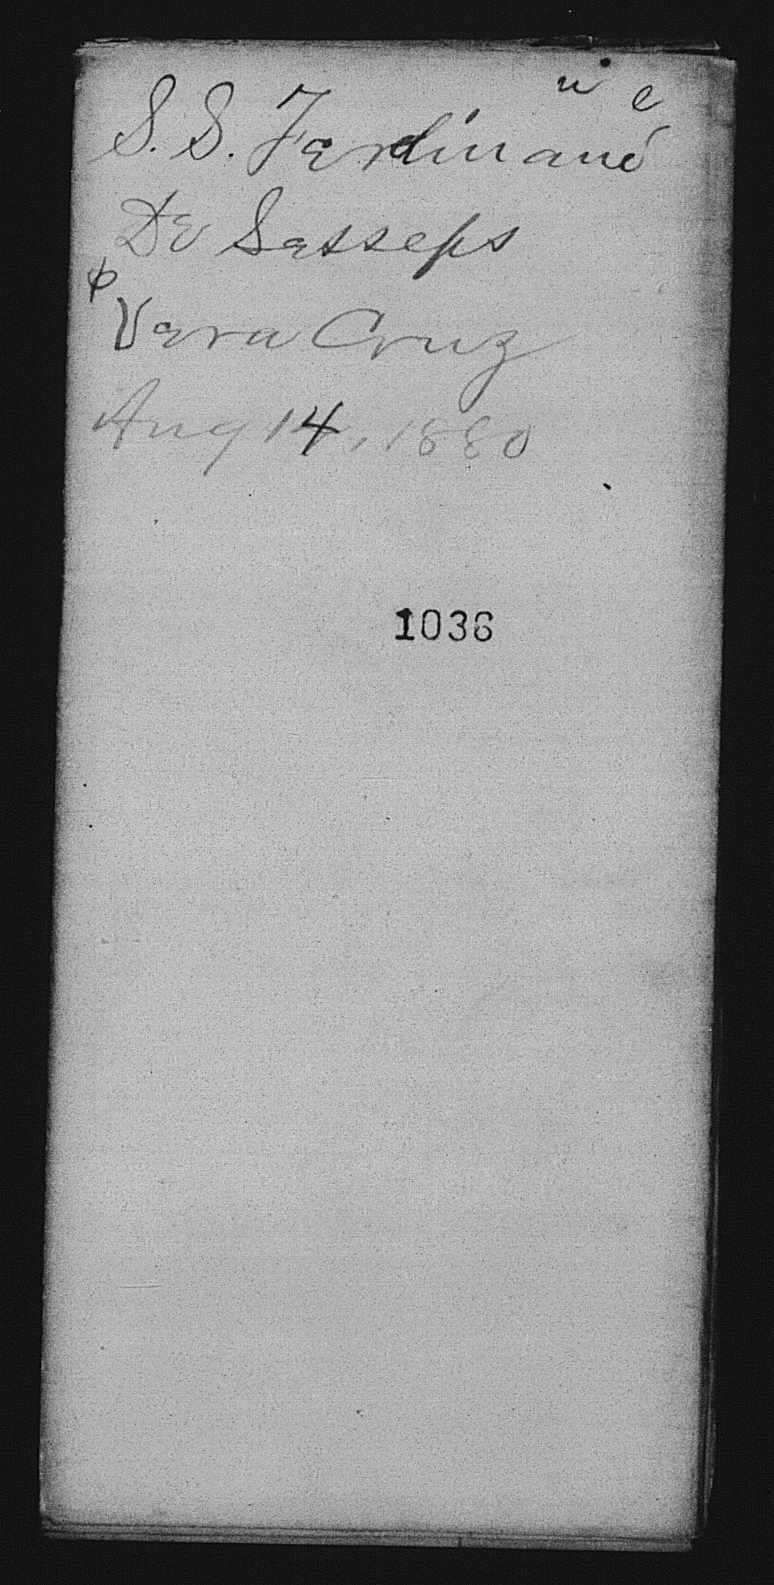 S. S. Ferdinand
De Lesseps
Vera Cruz
Aug 14, 1880
1036